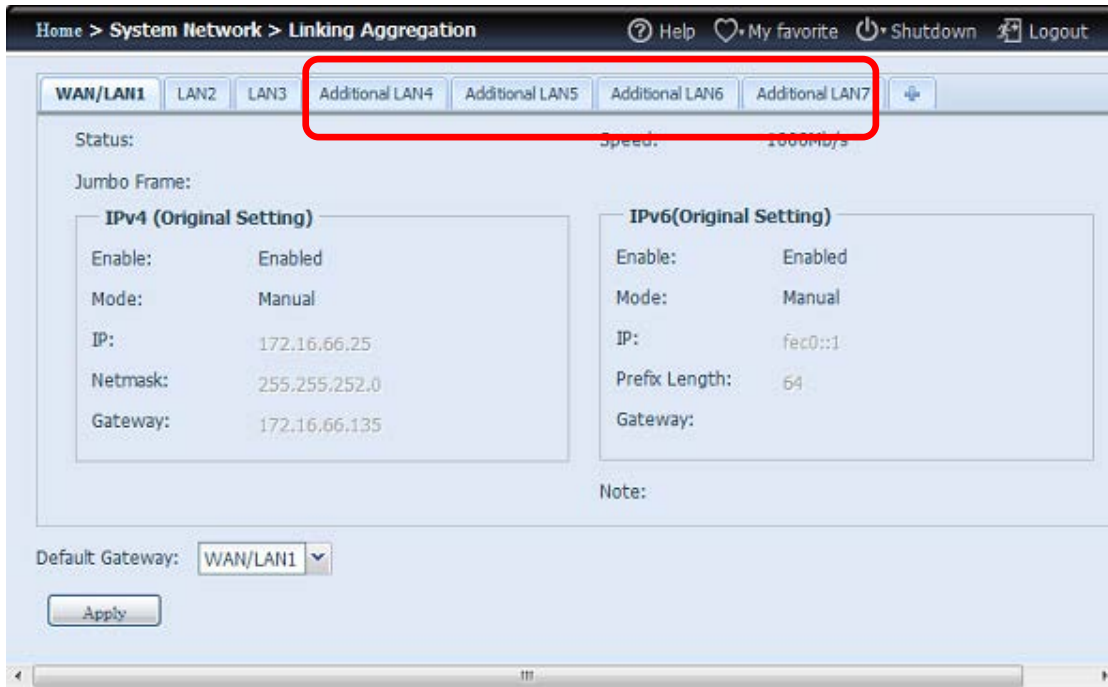 Home > System Network > Linking Aggregation Help My favorite Shutdown Logout
WAN/LAN1 LAN2 LAN3 Additional LAN4 Additional LAN5 Additional LAN6 Additional LAN7
Status: Speed: 1000Mb/s
Jumbo Frame:
IPv4 (Original Setting) IPv6(Original Setting)
Enable: Enabled Enable: Enabled
Mode: Manual Mode: Manual
IP: 172.16.66.25 IP: fec0::1
Netmask: 255.255.252.0 Prefix Length: 64
Gateway: 172.16.66.135 Gateway:
Note:
Default Gateway: WAN/LAN1
Apply